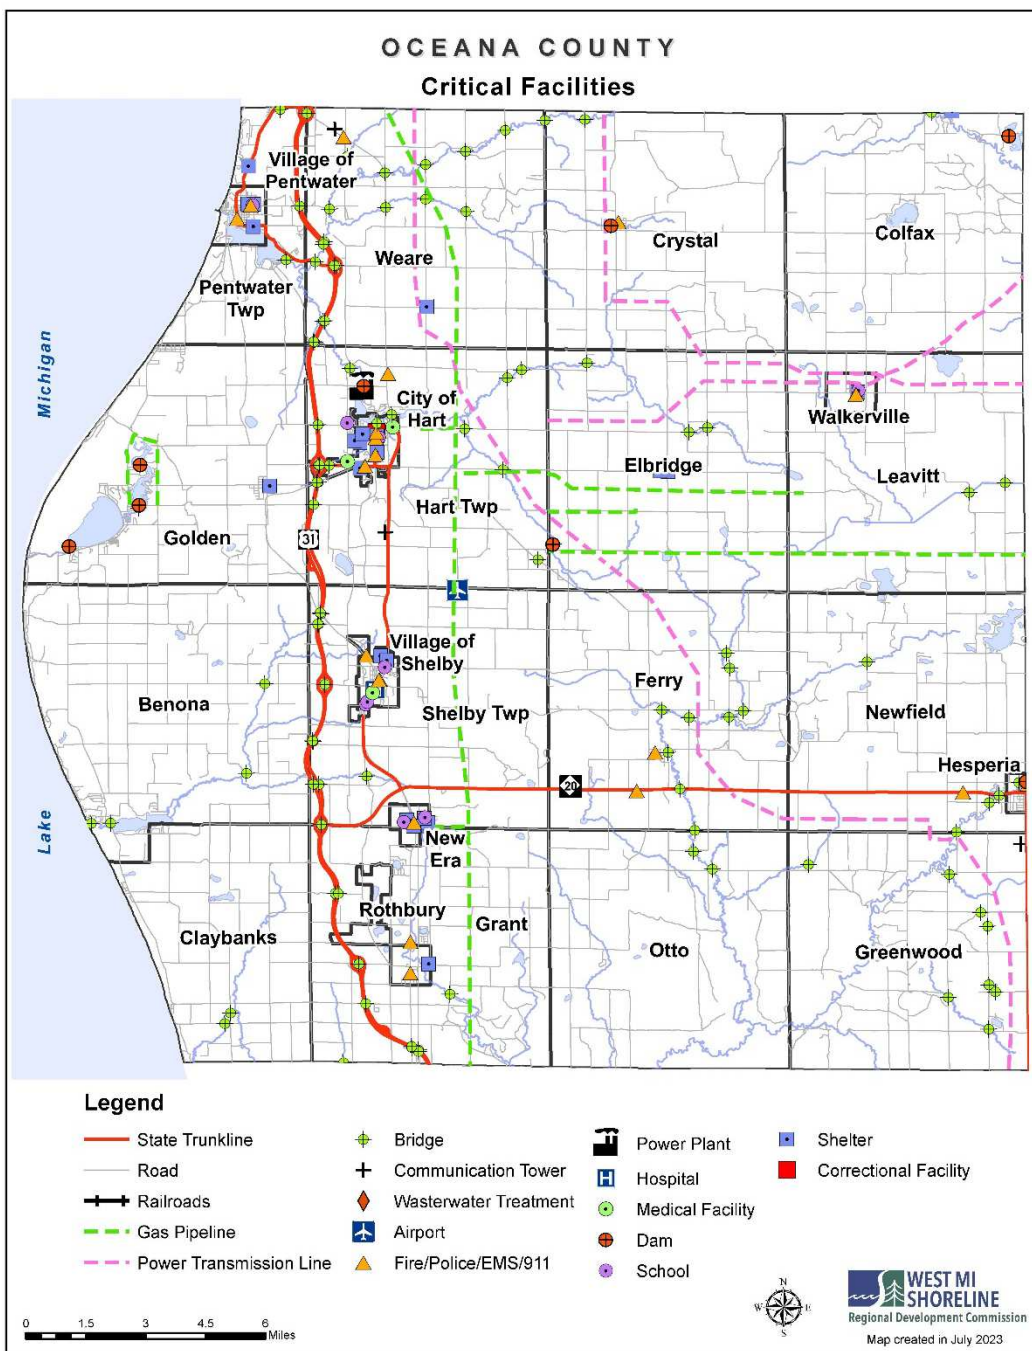 OCEANA COUNTY
Critical Facilities
Village of
Pentwater
Crystal
Colfax
Weare
Pentwater
Twp
Michigan
City of
Hart
Walkerville
Elbridge
Leavitt
Hart Twp
Golden
31
Village of
Shelby
Ferry
Benona
Shelby Twp
Newfield
Hesperia
20
Lake
New
Era
Rothbury
Grant
Claybanks
Otto
Greenwood
Legend
State Trunkline
Road
Railroads
Gas Pipeline
Power Transmission Line
Bridge
Communication Tower
Wasterwater Treatment
Airport
Fire/Police/EMS/911
Power Plant
H Hospital
Medical Facility
Dam
School
Shelter
Correctional Facility
0 1.5 3 4.5 6
Miles
N
W E
S
WEST MI
SHORELINE
Regional Development Commission
Map created in July 2023